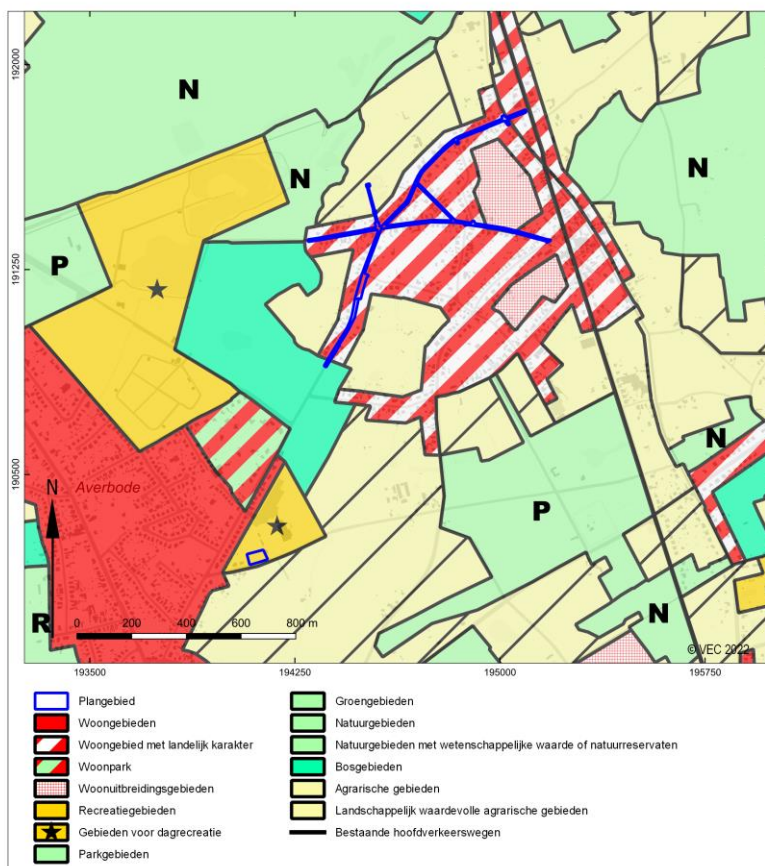 192000
191250
190500
N
N
N
P
Averbode
N
N
P
R
N
0 200 400 600 800 m
© VEC 2022
193500 194250 195000 195750
Plangebied
Woongebieden
Woongebied met landelijk karakter
Woonpark
Woonuitbreidingsgebieden
Recreatiegebieden
Gebieden voor dagrecreatie
Parkgebieden
Groengebieden
Natuurgebieden
Natuurgebieden met wetenschappelijke waarde of natuurreservaten
Bosgebieden
Agrarische gebieden
Landschappelijk waardevolle agrarische gebieden
Bestaande hoofdverkeerswegen